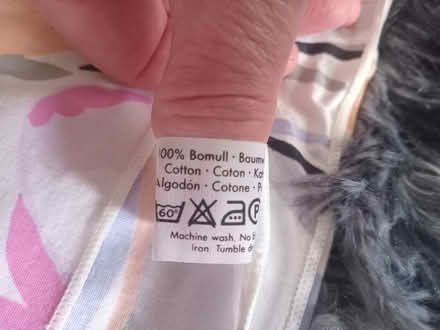 100% Bomull · Baumw
Cotton · Coton · Ka
Algodón · Cotone · P
60° P
Machine wash. No
iron. Tumble d